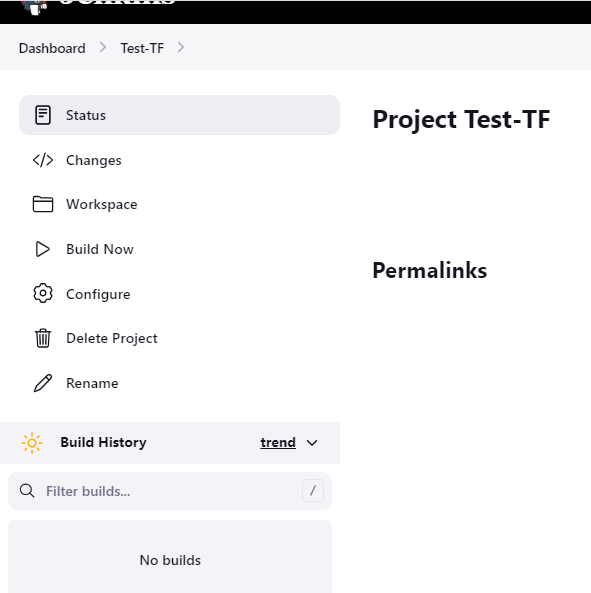 Dashboard > Test-TF >
Status
Project Test-TF
Changes
Workspace
Build Now
Permalinks
Configure
Delete Project
Rename
Build History trend
Filter builds... /
No builds